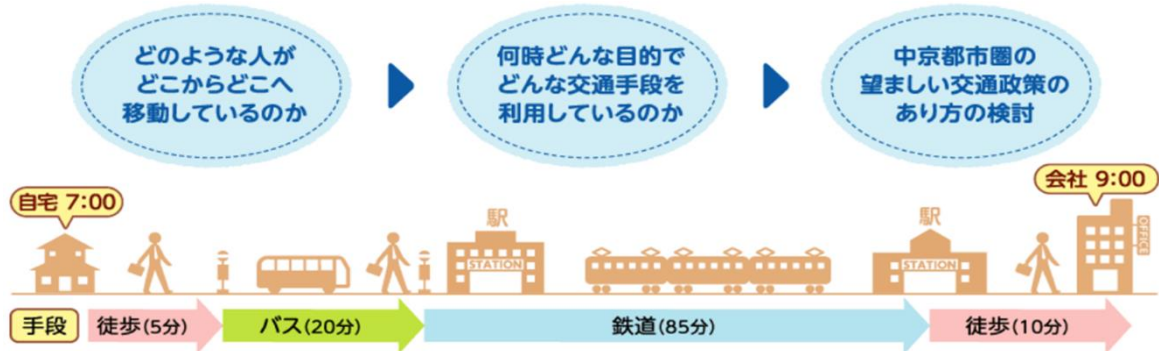 どのような人が
どこからどこへ
移動しているのか
何時どんな目的で
どんな交通手段を
利用しているのか
中京都市圏の
望ましい交通政策の
あり方の検討
自宅 7:00
会社 9:00
駅
駅
STATION
STATION
OFFICE
手段
徒歩(5分)
バス(20分)
鉄道(85分)
徒歩(10分)